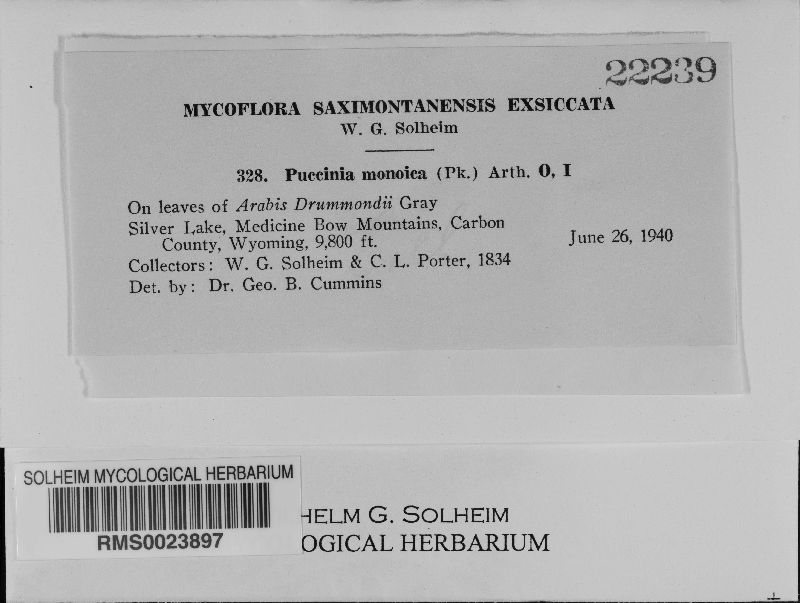 22239
MYCOFLORA SAXIMONTANENSIS EXSICCATA
W. G. Solheim
328. Puccinia monoica (Pk.) Arth. O, I
On leaves of Arabis Drummondii Gray
Silver Lake, Medicine Bow Mountains, Carbon
County, Wyoming, 9,800 ft.
June 26, 1940
Collectors: W. G. Solheim & C. L. Porter, 1834
Det. by: Dr. Geo. B. Cummins
SOLHEIM MYCOLOGICAL HERBARIUM
RMS0023897
HELM G. SOLHEIM
OGICAL HERBARIUM